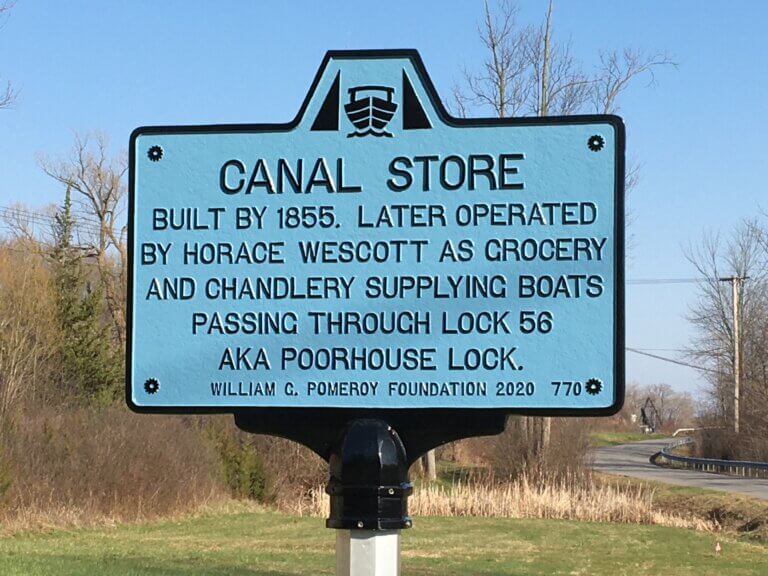 CANAL STORE
BUILT BY 1855. LATER OPERATED
BY HORACE WESCOTT AS GROCERY
AND CHANDLERY SUPPLYING BOATS
PASSING THROUGH LOCK 56
AKA POORHOUSE LOCK.
WILLIAM G. POMEROY FOUNDATION 2020 770